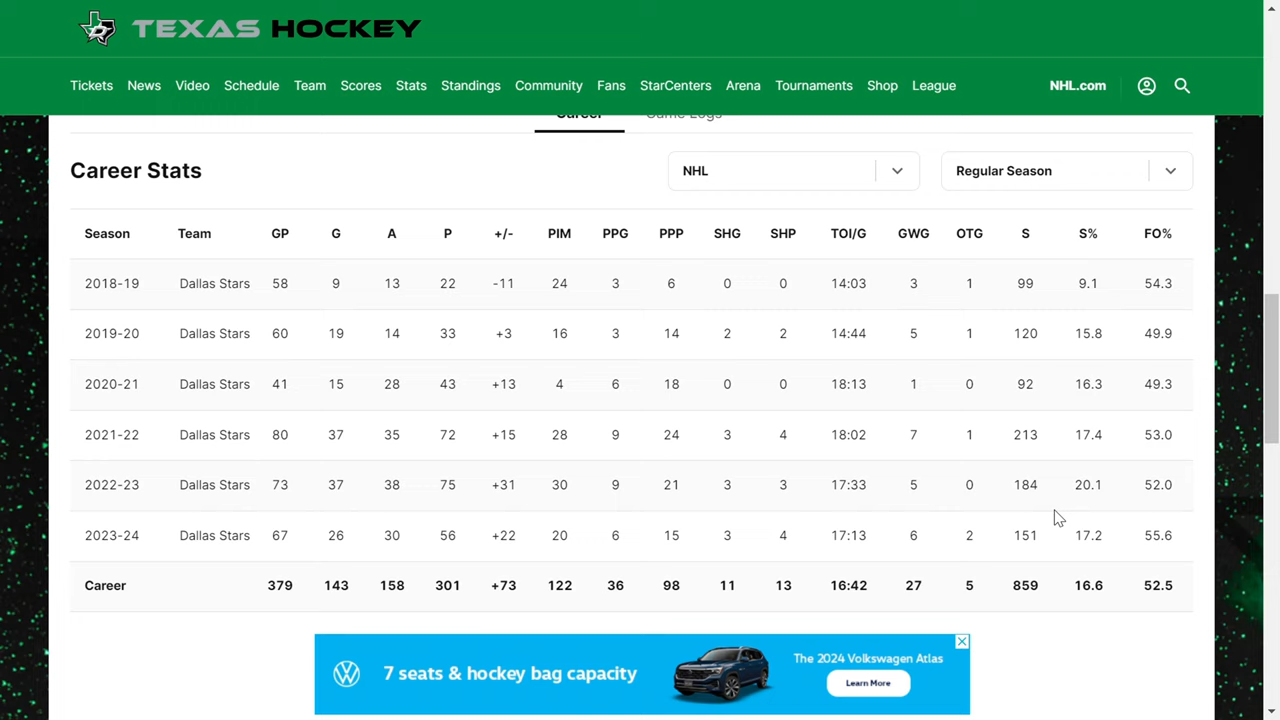 TEXAS HOCKEY
Tickets News Video Schedule Team Scores Stats Standings Community Fans StarCenters Arena Tournaments Shop League NHL.com
Career Game Logs
Career Stats NHL Regular Season
Season Team GP G A P +/- PIM PPG PPP SHG SHP TOI/G GWG OTG S S% FO%
2018-19 Dallas Stars 58 9 13 22 -11 24 3 6 0 0 14:03 3 1 99 9.1 54.3
2019-20 Dallas Stars 60 19 14 33 +3 16 3 14 2 2 14:44 5 1 120 15.8 49.9
2020-21 Dallas Stars 41 15 28 43 +13 4 6 18 0 0 18:13 1 0 92 16.3 49.3
2021-22 Dallas Stars 80 37 35 72 +15 28 9 24 3 4 18:02 7 1 213 17.4 53.0
2022-23 Dallas Stars 73 37 38 75 +31 30 9 21 3 3 17:33 5 0 184 20.1 52.0
2023-24 Dallas Stars 67 26 30 56 +22 20 6 15 3 4 17:13 6 2 151 17.2 55.6
Career 379 143 158 301 +73 122 36 98 11 13 16:42 27 5 859 16.6 52.5
7 seats & hockey bag capacity
The 2024 Volkswagen Atlas
Learn More